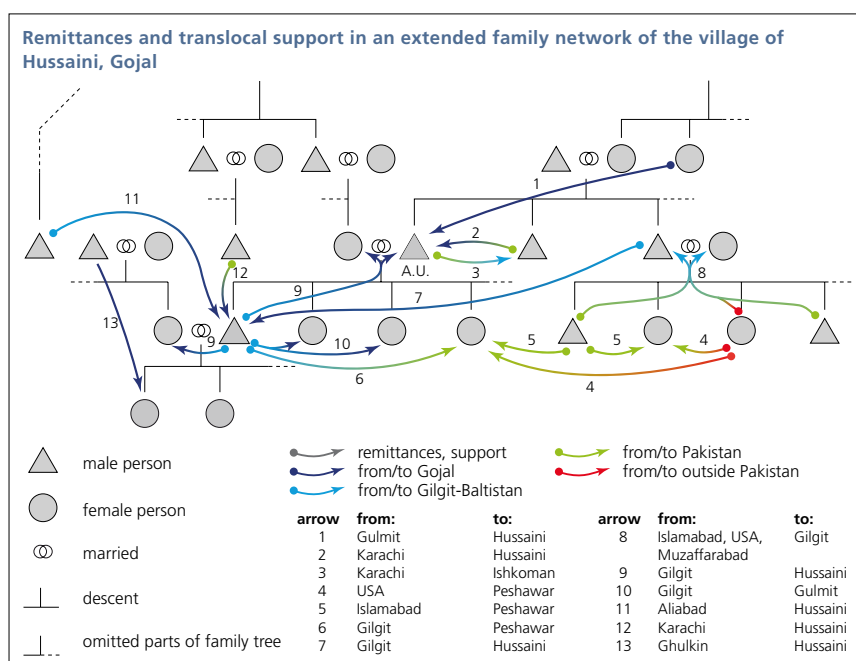 Remittances and translocal support in an extended family network of the village of
Hussaini, Gojal
1
11
2
A.U.
3
12
8
9
7
13
9
10
5
5
4
6
4
male person
female person
married
descent
omitted parts of family tree
remittances, support
from/to Gojal
from/to Gilgit-Baltistan
from/to Pakistan
from/to outside Pakistan
arrow from: to:
1 Gulmit Hussaini
2 Karachi Hussaini
3 Karachi Ishkoman
4 USA Peshawar
5 Islamabad Peshawar
6 Gilgit Peshawar
7 Gilgit Hussaini
arrow from: to:
8 Islamabad, USA, Gilgit
Muzaffarabad
9 Gilgit Hussaini
10 Gilgit Gulmit
11 Aliabad Hussaini
12 Karachi Hussaini
13 Ghulkin Hussaini